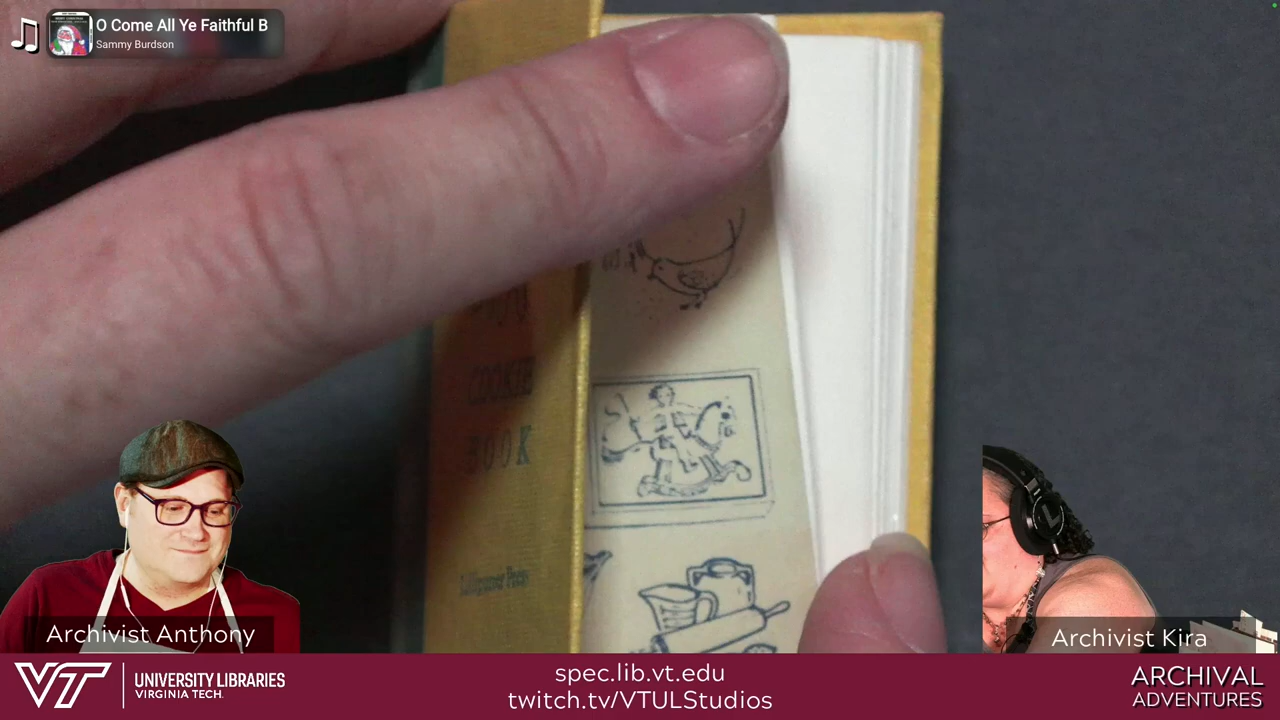 O Come All Ye Faithful B
Sammy Burdson
COOKIE
BOOK
Archivist Anthony
Archivist Kira
VT
UNIVERSITY LIBRARIES
VIRGINIA TECH
spec.lib.vt.edu
twitch.tv/VTULStudios
ARCHIVAL
ADVENTURES